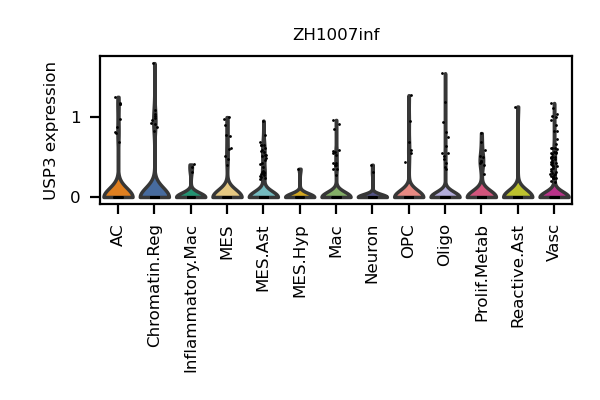 ZH1007inf
USP3 expression
1
0
AC
Chromatin.Reg
Inflammatory.Mac
MES
MES.Ast
MES.Hyp
Mac
Neuron
OPC
Oligo
Prolif.Metab
Reactive.Ast
Vasc